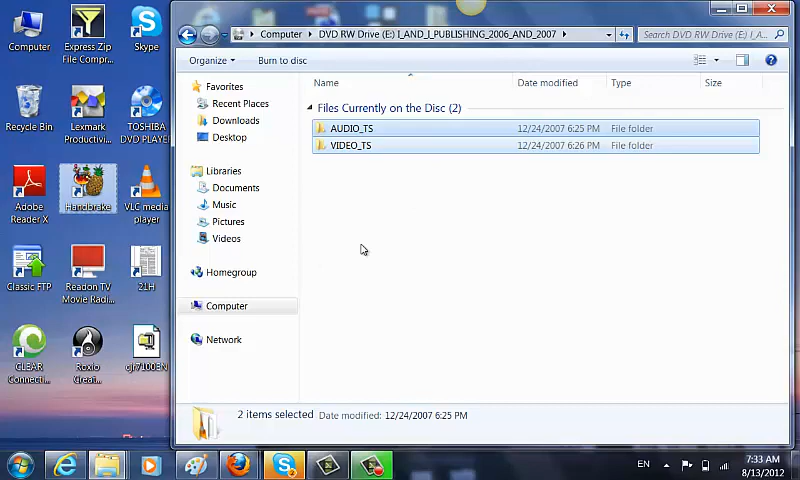 Computer
Express Zip
File Compr...
Skype
Recycle Bin
Lexmark
Productivi...
TOSHIBA
DVD PLAYER
Adobe
Reader X
Handbrake
VLC media
player
Classic FTP
Readon TV
Movie Radi...
21H
CLEAR
Connecti...
Roxio
Creat...
Computer
DVD RW Drive (E:) I_AND_I_PUBLISHING_2006_AND_2007
Search DVD RW Drive (E:) I_A...
Organize
Burn to disc
Favorites
Recent Places
Downloads
Desktop
Libraries
Documents
Music
Pictures
Videos
Homegroup
Computer
Network
Name Date modified Type Size
Files Currently on the Disc (2)
AUDIO_TS 12/24/2007 6:25 PM File folder
VIDEO_TS 12/24/2007 6:26 PM File folder
2 items selected Date modified: 12/24/2007 6:25 PM
EN
7:33 AM
8/13/2012